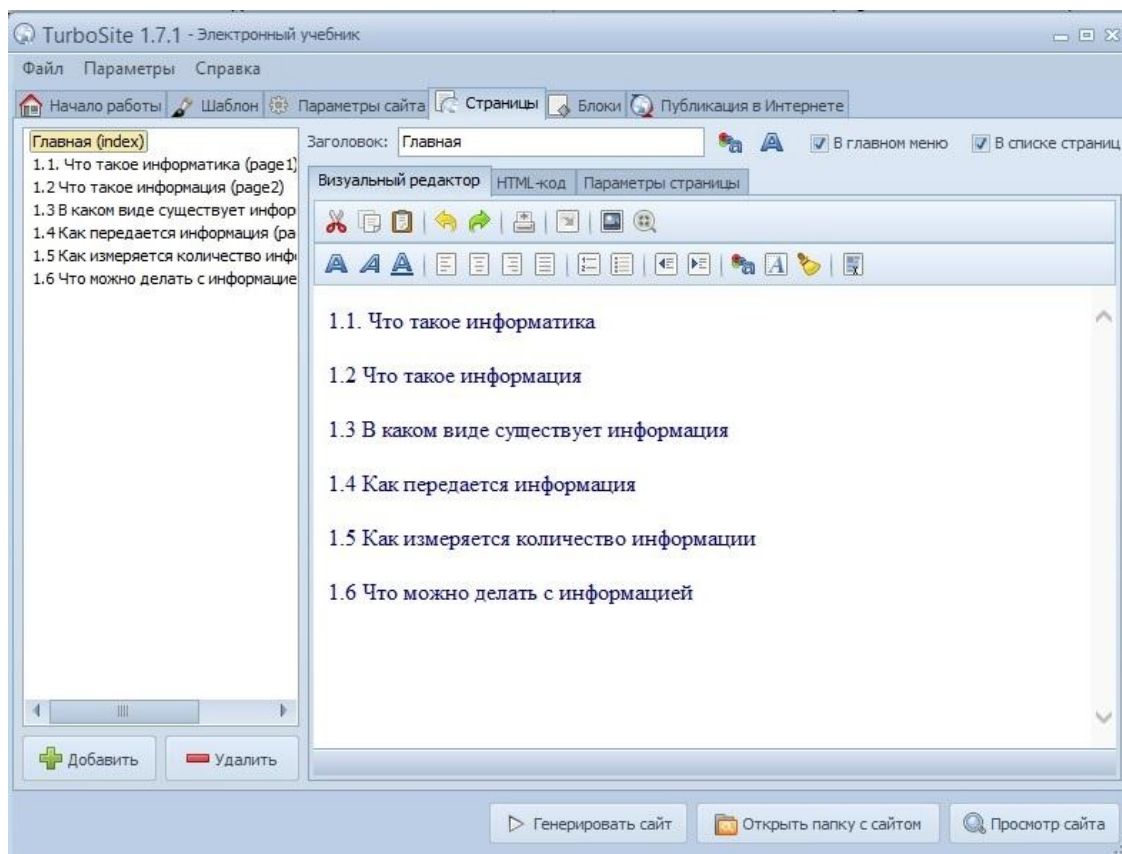 TurboSite 1.7.1 - Электронный учебник
Файл Параметры Справка
Начало работы Шаблон Параметры сайта Страницы Блоки Публикация в Интернете
Главная (index)
1.1. Что такое информатика (page1)
1.2 Что такое информация (page2)
1.3 В каком виде существует инфор
1.4 Как передается информация (pa
1.5 Как измеряется количество инф
1.6 Что можно делать с информацие
Добавить Удалить
Заголовок: Главная В главном меню В списке страниц
Визуальный редактор HTML-код Параметры страницы
1.1. Что такое информатика
1.2 Что такое информация
1.3 В каком виде существует информация
1.4 Как передается информация
1.5 Как измеряется количество информации
1.6 Что можно делать с информацией
Генерировать сайт Открыть папку с сайтом Просмотр сайта